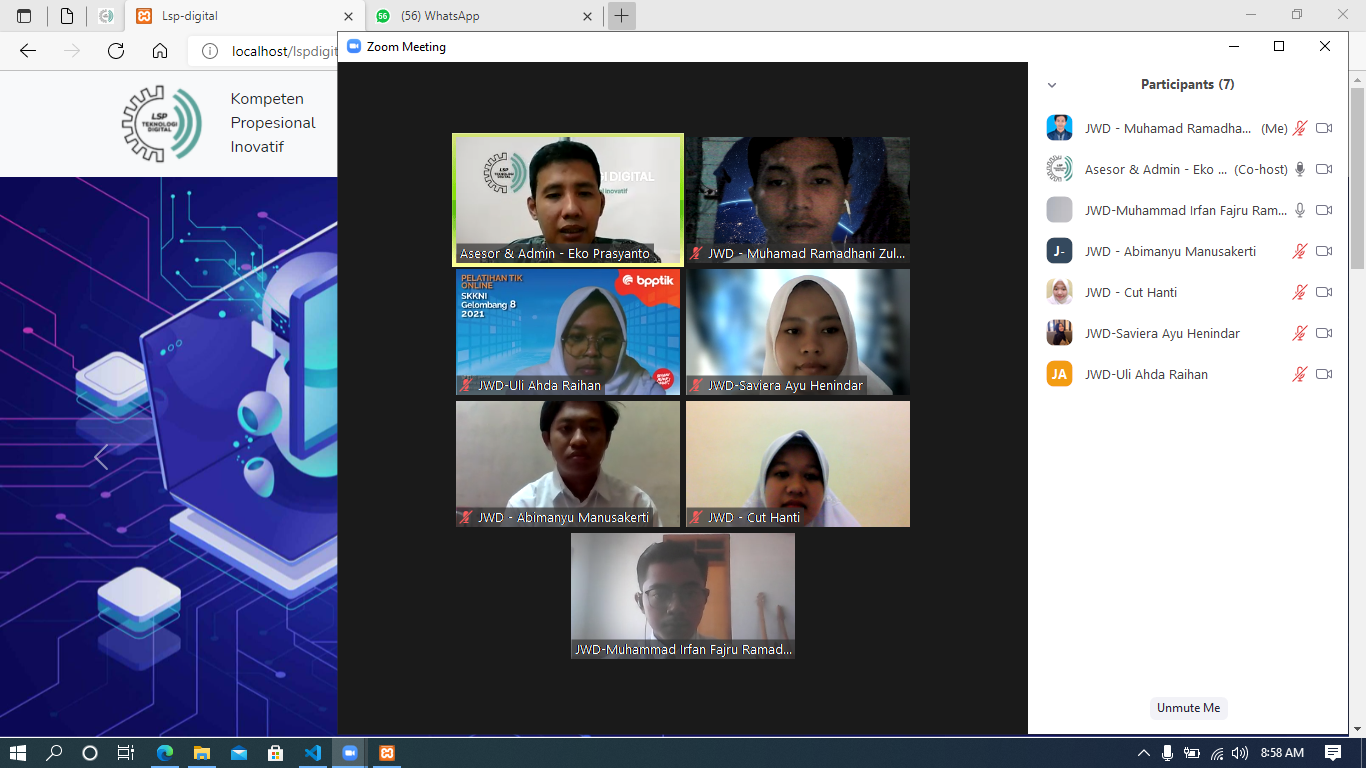 Lsp-digital
(56) WhatsApp
localhost/lspdigit
Zoom Meeting
LSP
TEKNOLOGI
DIGITAL
Kompeten
Propesional
Inovatif
LSP
TEKNOLOGI
DIGITAL
GI DIGITAL
l Inovatif
Asesor & Admin - Eko Prasyanto
JWD - Muhamad Ramadhani Zul...
PELATIHAN TIK
ONLINE
SKKNI
Gelombang 8
2021
bpptik
JWD-Uli Ahda Raihan
JWD-Saviera Ayu Henindar
JWD - Abimanyu Manusakerti
JWD - Cut Hanti
JWD-Muhammad Irfan Fajru Ramad...
Participants (7)
JWD - Muhamad Ramadha... (Me)
Asesor & Admin - Eko ... (Co-host)
JWD-Muhammad Irfan Fajru Ram...
J- JWD - Abimanyu Manusakerti
JWD - Cut Hanti
JWD-Saviera Ayu Henindar
JA JWD-Uli Ahda Raihan
Unmute Me
8:58 AM